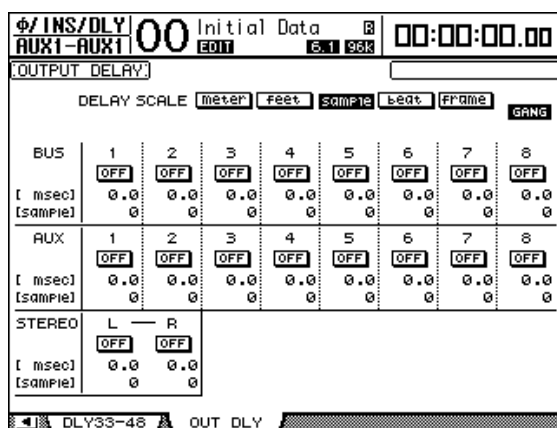 Φ/INS/DLY 00 Initial Data R 00:00:00.00
AUX1-AUX1 EDIT 6.1 96k
OUTPUT DELAY
DELAY SCALE meter feet sample beat frame
GANG
BUS 1 2 3 4 5 6 7 8
OFF OFF OFF OFF OFF OFF OFF OFF
[ msec] 0.0 0.0 0.0 0.0 0.0 0.0 0.0 0.0
[sample] 0 0 0 0 0 0 0 0
AUX 1 2 3 4 5 6 7 8
OFF OFF OFF OFF OFF OFF OFF OFF
[ msec] 0.0 0.0 0.0 0.0 0.0 0.0 0.0 0.0
[sample] 0 0 0 0 0 0 0 0
STEREO L — R
OFF OFF
[ msec] 0.0 0.0
[sample] 0 0
DLY33-48 OUT DLY